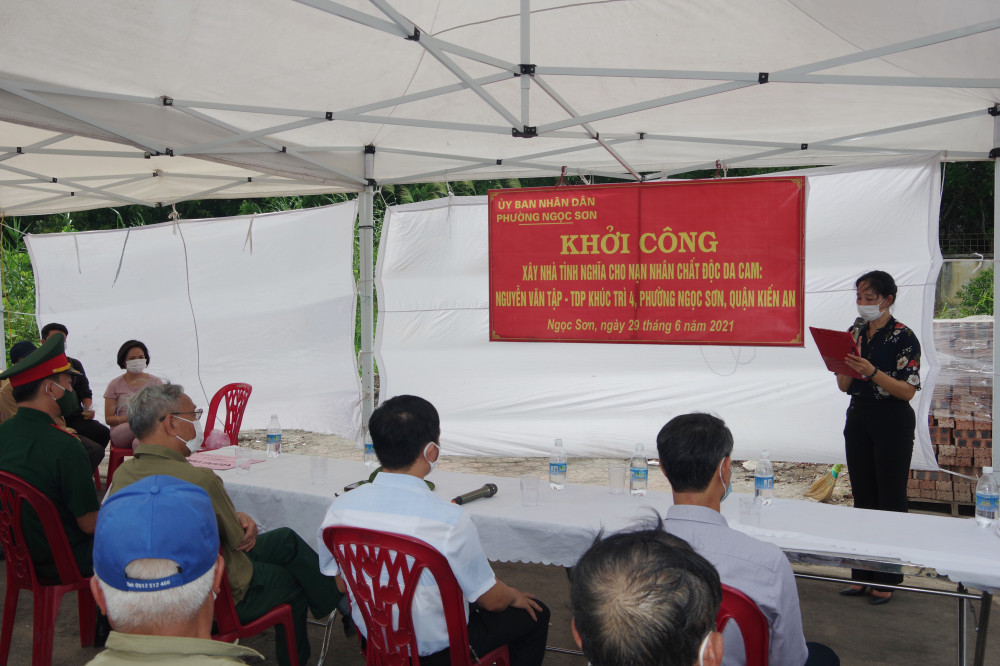 ỦY BAN NHÂN DÂN
PHƯỜNG NGỌC SƠN
KHỞI CÔNG
XÂY NHÀ TÌNH NGHĨA CHO NẠN NHÂN CHẤT ĐỘC DA CAM:
NGUYỄN VĂN TẬP - TDP KHÚC TRÌ 4, PHƯỜNG NGỌC SƠN, QUẬN KIẾN AN
Ngọc Sơn, ngày 29 tháng 6 năm 2021